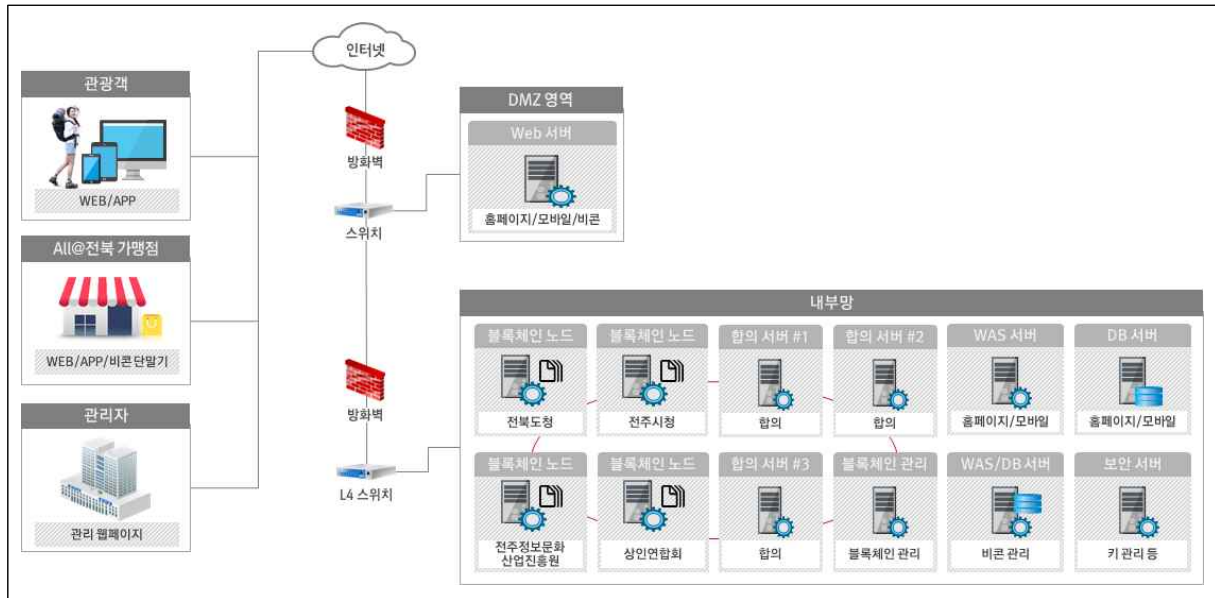 인터넷
관광객
WEB/APP
All@전북 가맹점
WEB/APP/비콘단말기
관리자
관리 웹페이지
방화벽
스위치
방화벽
L4 스위치
DMZ 영역
Web 서버
홈페이지/모바일/비콘
내부망
블록체인 노드
전북도청
블록체인 노드
전주시청
합의 서버 #1
합의
합의 서버 #2
합의
WAS 서버
홈페이지/모바일
DB 서버
홈페이지/모바일
블록체인 노드
전주정보문화
산업진흥원
블록체인 노드
상인연합회
합의 서버 #3
합의
블록체인 관리
블록체인 관리
WAS/DB 서버
비콘 관리
보안 서버
키 관리 등